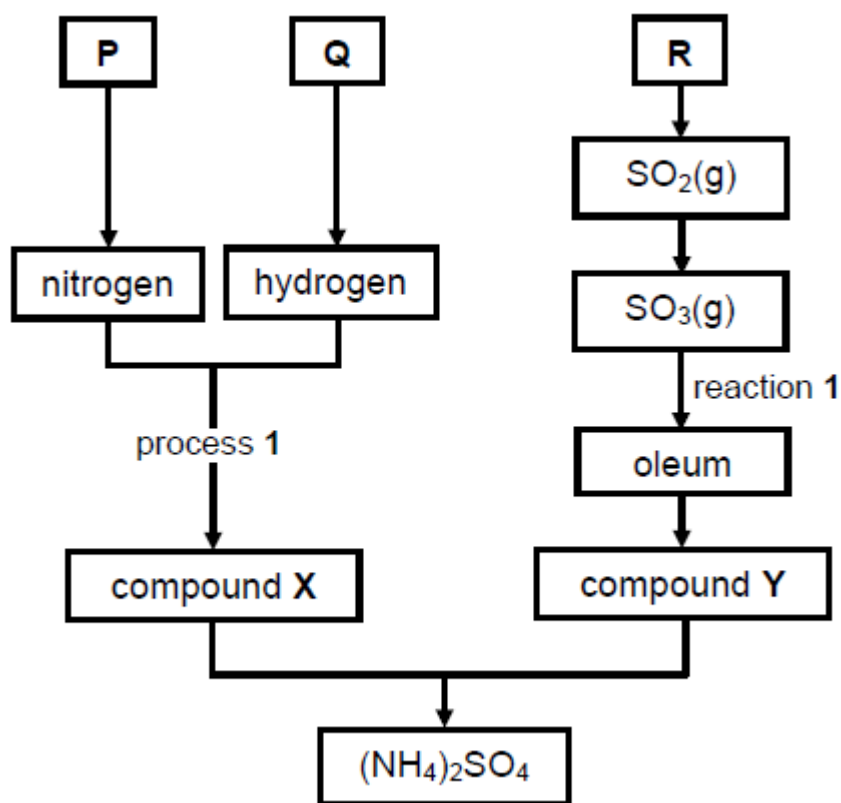 P
Q
R
SO₂(g)
nitrogen
hydrogen
SO₃(g)
reaction 1
process 1
oleum
compound X
compound Y
(NH₄)₂SO₄